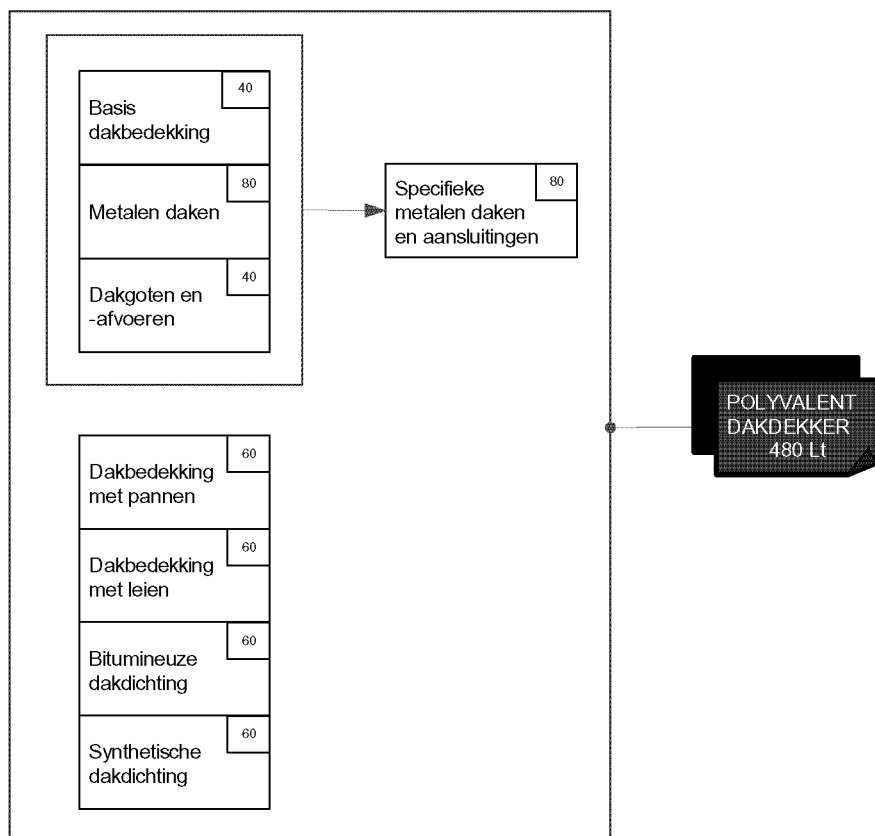 40
Basis
dakbedekking
80
Metalen daken
40
Dakgoten en
-afvoeren
80
Specifieke
metalen daken
en aansluitingen
POLYVALENT
DAKDEKKER
480 Lt
60
Dakbedekking
met pannen
60
Dakbedekking
met leien
60
Bitumineuze
dakdichting
60
Synthetische
dakdichting